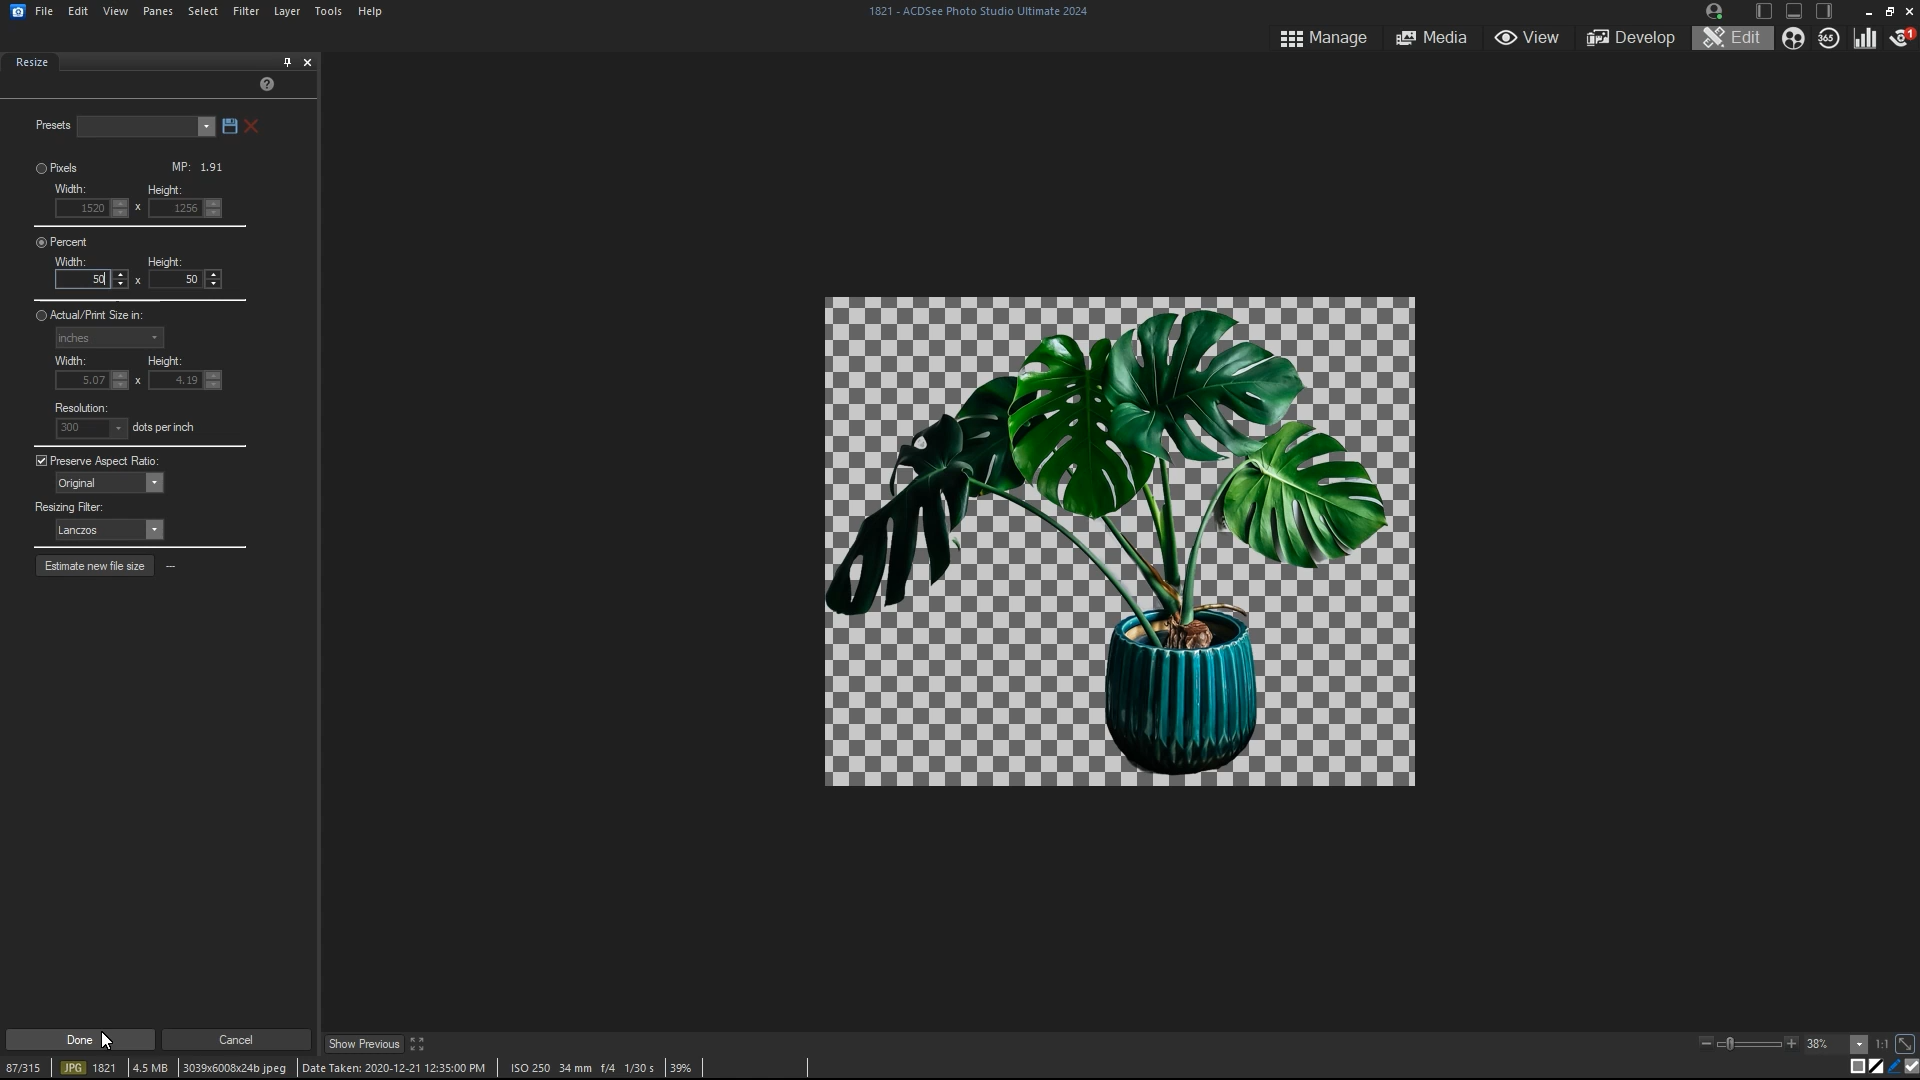 File Edit View Panes Select Filter Layer Tools Help
1821 - ACDSee Photo Studio Ultimate 2024
Manage Media View Develop Edit 365 1
Resize
?
Presets
Pixels MP: 1.91
Width: Height:
1520 x 1256
Percent
Width: Height:
50 x 50
Actual/Print Size in:
inches
Width: Height:
5.07 x 4.19
Resolution:
300 dots per inch
Preserve Aspect Ratio:
Original
Resizing Filter:
Lanczos
Estimate new file size ---
Done Cancel
Show Previous 38% 1:1
87/315 JPG 1821 4.5 MB 3039x6008x24b jpeg Date Taken: 2020-12-21 12:35:00 PM ISO 250 34 mm f/4 1/30 s 39%